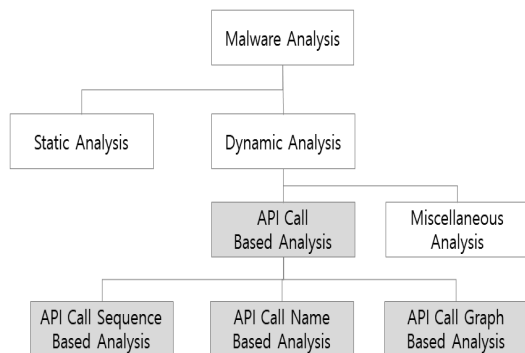 Malware Analysis
Static Analysis
Dynamic Analysis
API Call
Based Analysis
Miscellaneous
Analysis
API Call Sequence
Based Analysis
API Call Name
Based Analysis
API Call Graph
Based Analysis